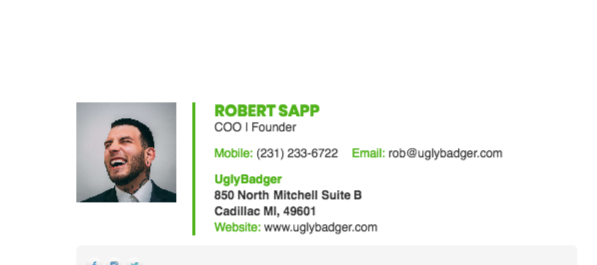 ROBERT SAPP
COO | Founder
Mobile: (231) 233-6722 Email: rob@uglybadger.com
UglyBadger
850 North Mitchell Suite B
Cadillac MI, 49601
Website: www.uglybadger.com